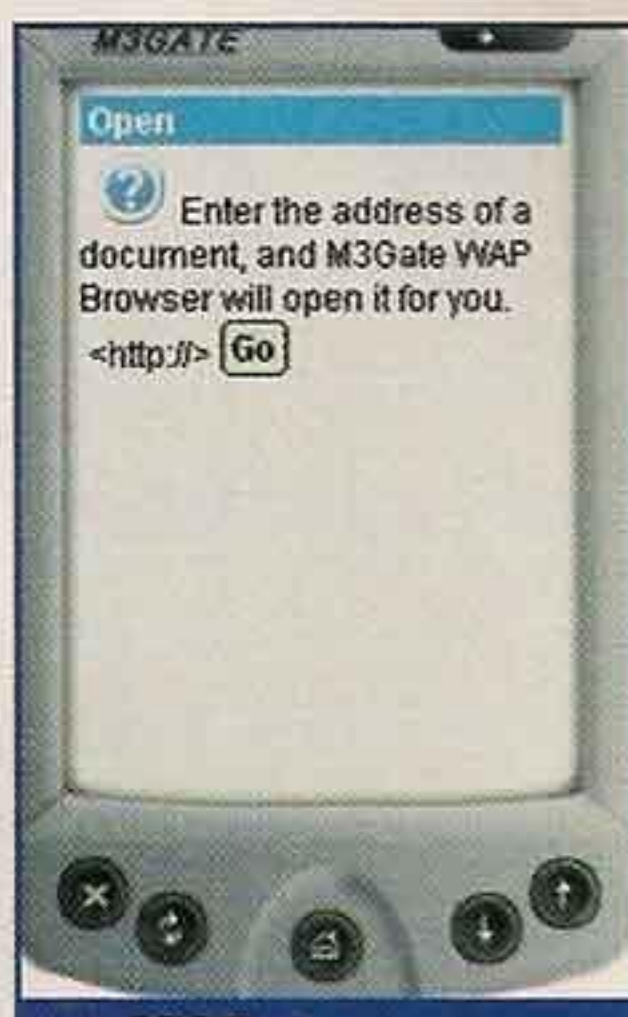 M3GATE
Open
Enter the address of a
document, and M3Gate WAP
Browser will open it for you.
<http://> Go